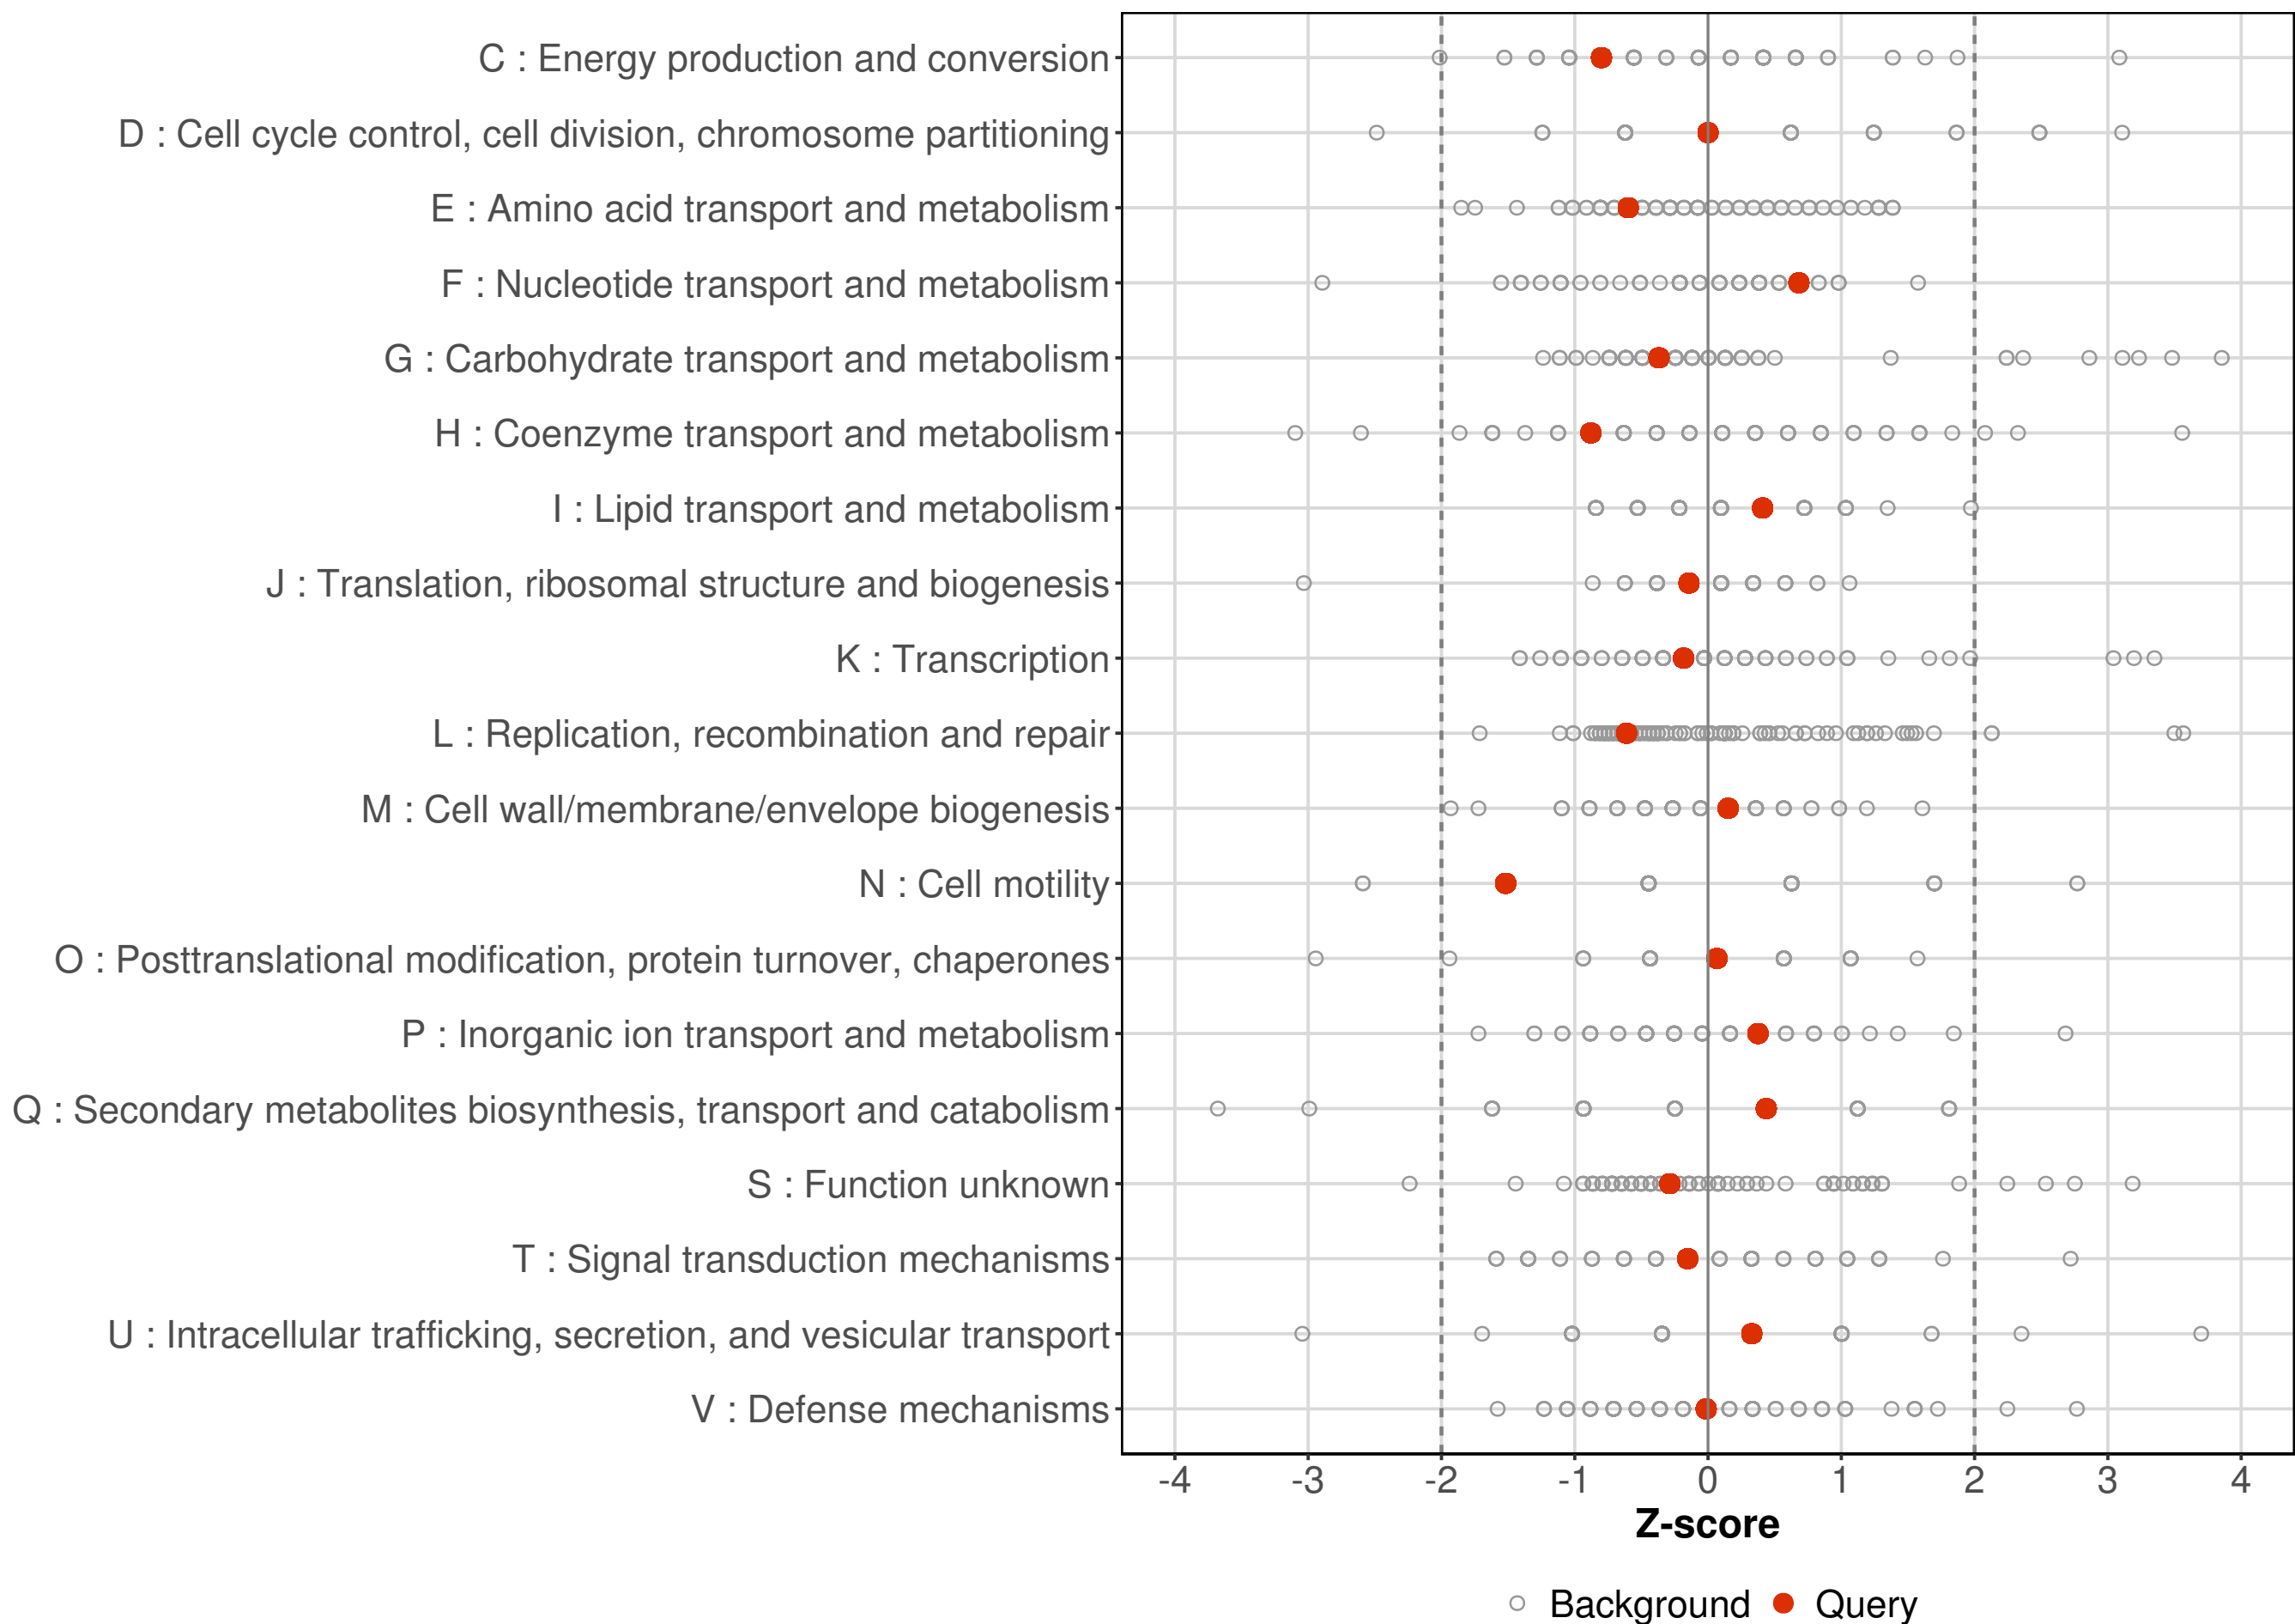 C : Energy production and conversion
D : Cell cycle control, cell division, chromosome partitioning
E : Amino acid transport and metabolism
F : Nucleotide transport and metabolism
G : Carbohydrate transport and metabolism
H : Coenzyme transport and metabolism
I : Lipid transport and metabolism
J : Translation, ribosomal structure and biogenesis
K : Transcription
L : Replication, recombination and repair
M : Cell wall/membrane/envelope biogenesis
N : Cell motility
O : Posttranslational modification, protein turnover, chaperones
P : Inorganic ion transport and metabolism
Q : Secondary metabolites biosynthesis, transport and catabolism
S : Function unknown
T : Signal transduction mechanisms
U : Intracellular trafficking, secretion, and vesicular transport
V : Defense mechanisms
-4 -3 -2 -1 0 1 2 3 4
Z-score
Background Query